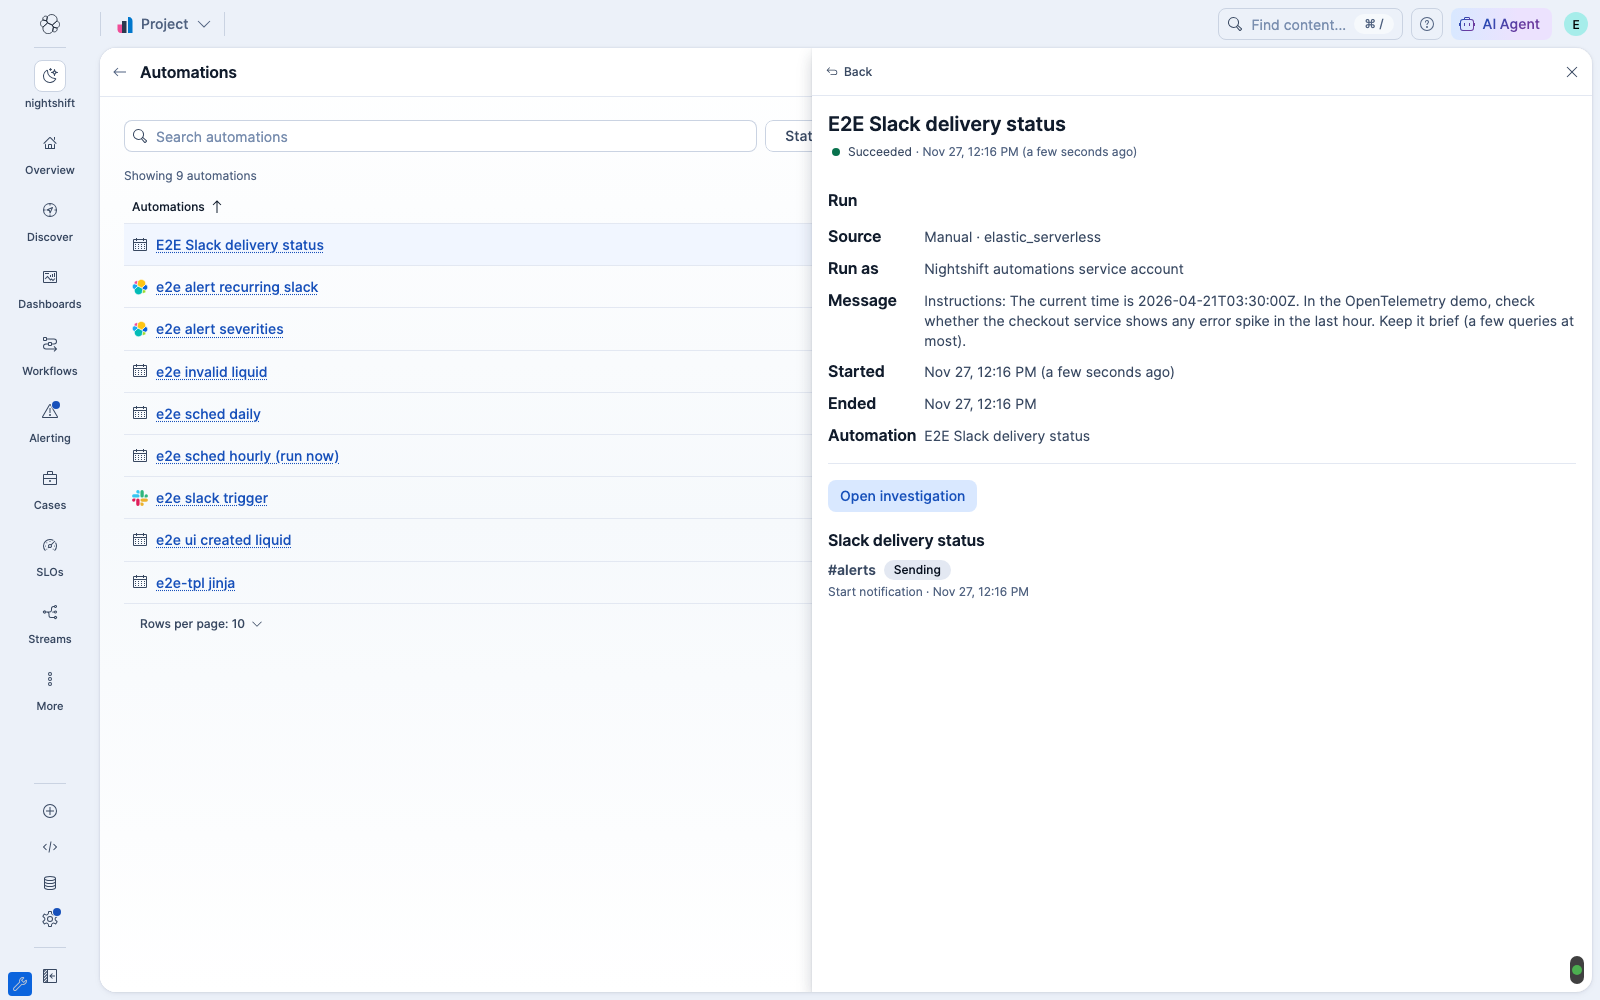 Project
Find content...
⌘ /
AI Agent
E
nightshift
Overview
Discover
Dashboards
Workflows
Alerting
Cases
SLOs
Streams
More
Automations
Search automations
Stat
Showing 9 automations
Automations
E2E Slack delivery status
e2e alert recurring slack
e2e alert severities
e2e invalid liquid
e2e sched daily
e2e sched hourly (run now)
e2e slack trigger
e2e ui created liquid
e2e-tpl jinja
Rows per page: 10
Back
E2E Slack delivery status
Succeeded · Nov 27, 12:16 PM (a few seconds ago)
Run
Source Manual · elastic_serverless
Run as Nightshift automations service account
Message Instructions: The current time is 2026-04-21T03:30:00Z. In the OpenTelemetry demo, check
whether the checkout service shows any error spike in the last hour. Keep it brief (a few queries at
most).
Started Nov 27, 12:16 PM (a few seconds ago)
Ended Nov 27, 12:16 PM
Automation E2E Slack delivery status
Open investigation
Slack delivery status
#alerts Sending
Start notification · Nov 27, 12:16 PM